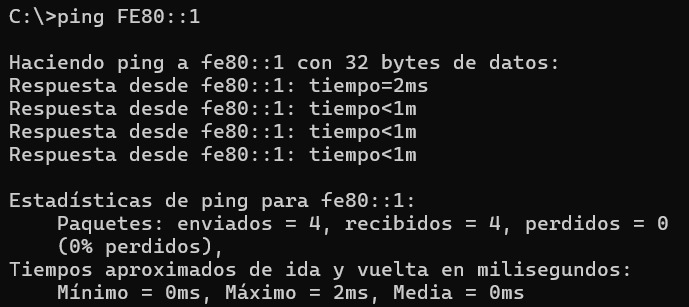 C:\>ping FE80::1
Haciendo ping a fe80::1 con 32 bytes de datos:
Respuesta desde fe80::1: tiempo=2ms
Respuesta desde fe80::1: tiempo<1m
Respuesta desde fe80::1: tiempo<1m
Respuesta desde fe80::1: tiempo<1m
Estadísticas de ping para fe80::1:
Paquetes: enviados = 4, recibidos = 4, perdidos = 0
(0% perdidos),
Tiempos aproximados de ida y vuelta en milisegundos:
Mínimo = 0ms, Máximo = 2ms, Media = 0ms